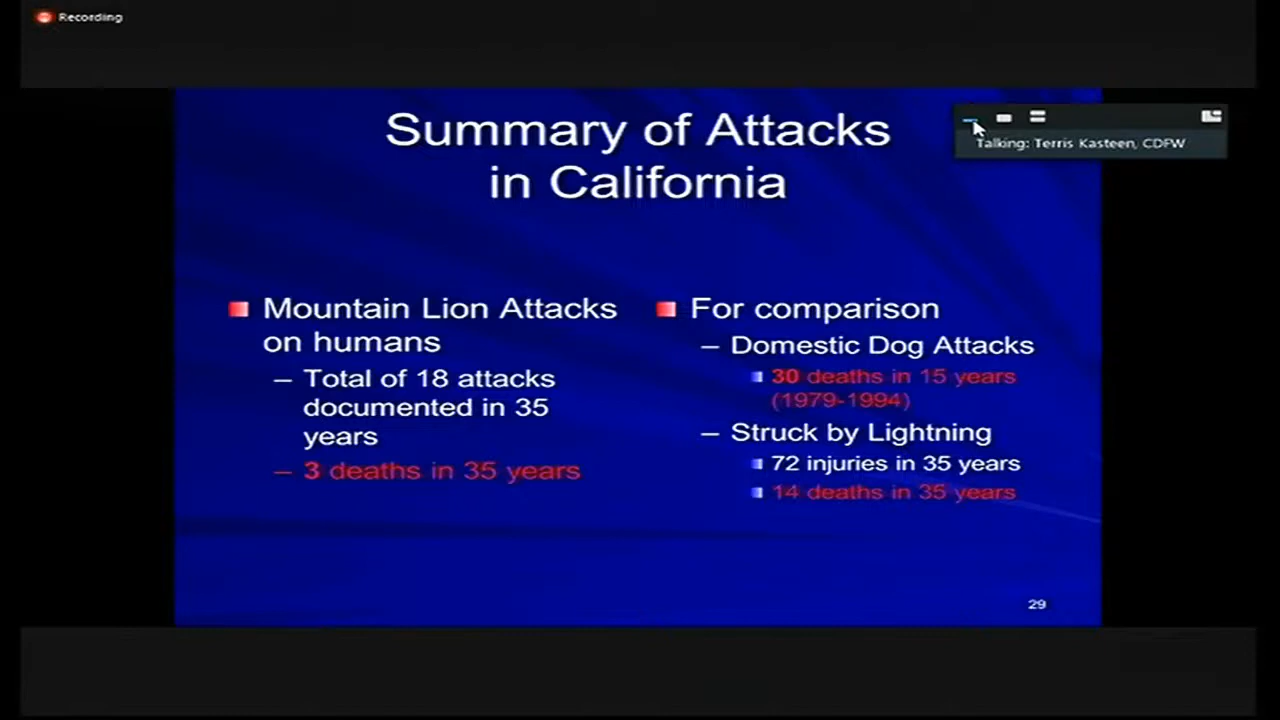 Recording
Summary of Attacks
in California
Talking: Terris Kasteen, CDFW
Mountain Lion Attacks
on humans
– Total of 18 attacks
documented in 35
years
– 3 deaths in 35 years
For comparison
– Domestic Dog Attacks
30 deaths in 15 years
(1979-1994)
– Struck by Lightning
72 injuries in 35 years
14 deaths in 35 years
29